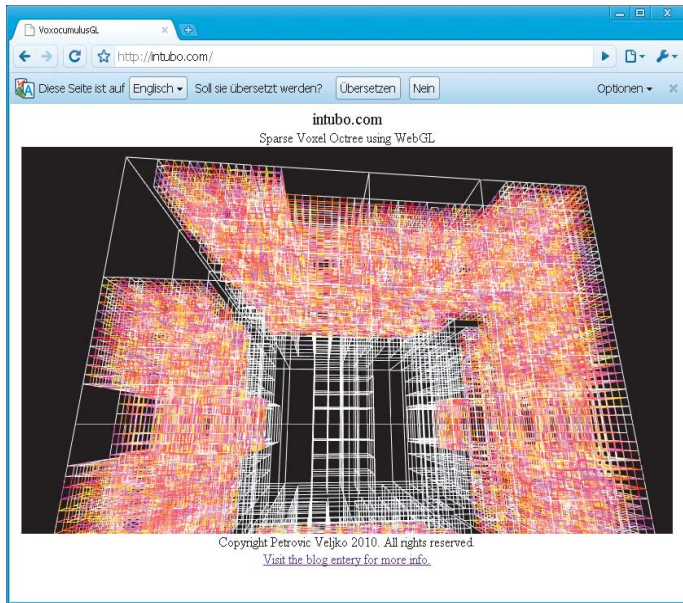 VoxocumulusGL
http://intubo.com/
Diese Seite ist auf Englisch Soll sie übersetzt werden? Übersetzen Nein Optionen
intubo.com
Sparse Voxel Octree using WebGL
Copyright Petrovic Veljko 2010. All rights reserved.
Visit the blog entery for more info.